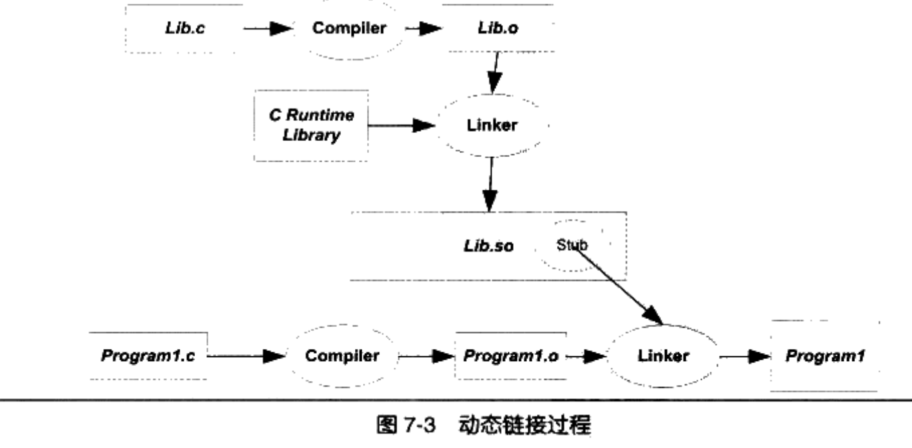 Lib.c
Compiler
Lib.o
C Runtime
Library
Linker
Lib.so
Stub
Program1.c
Compiler
Program1.o
Linker
Program1
图 7-3 动态链接过程